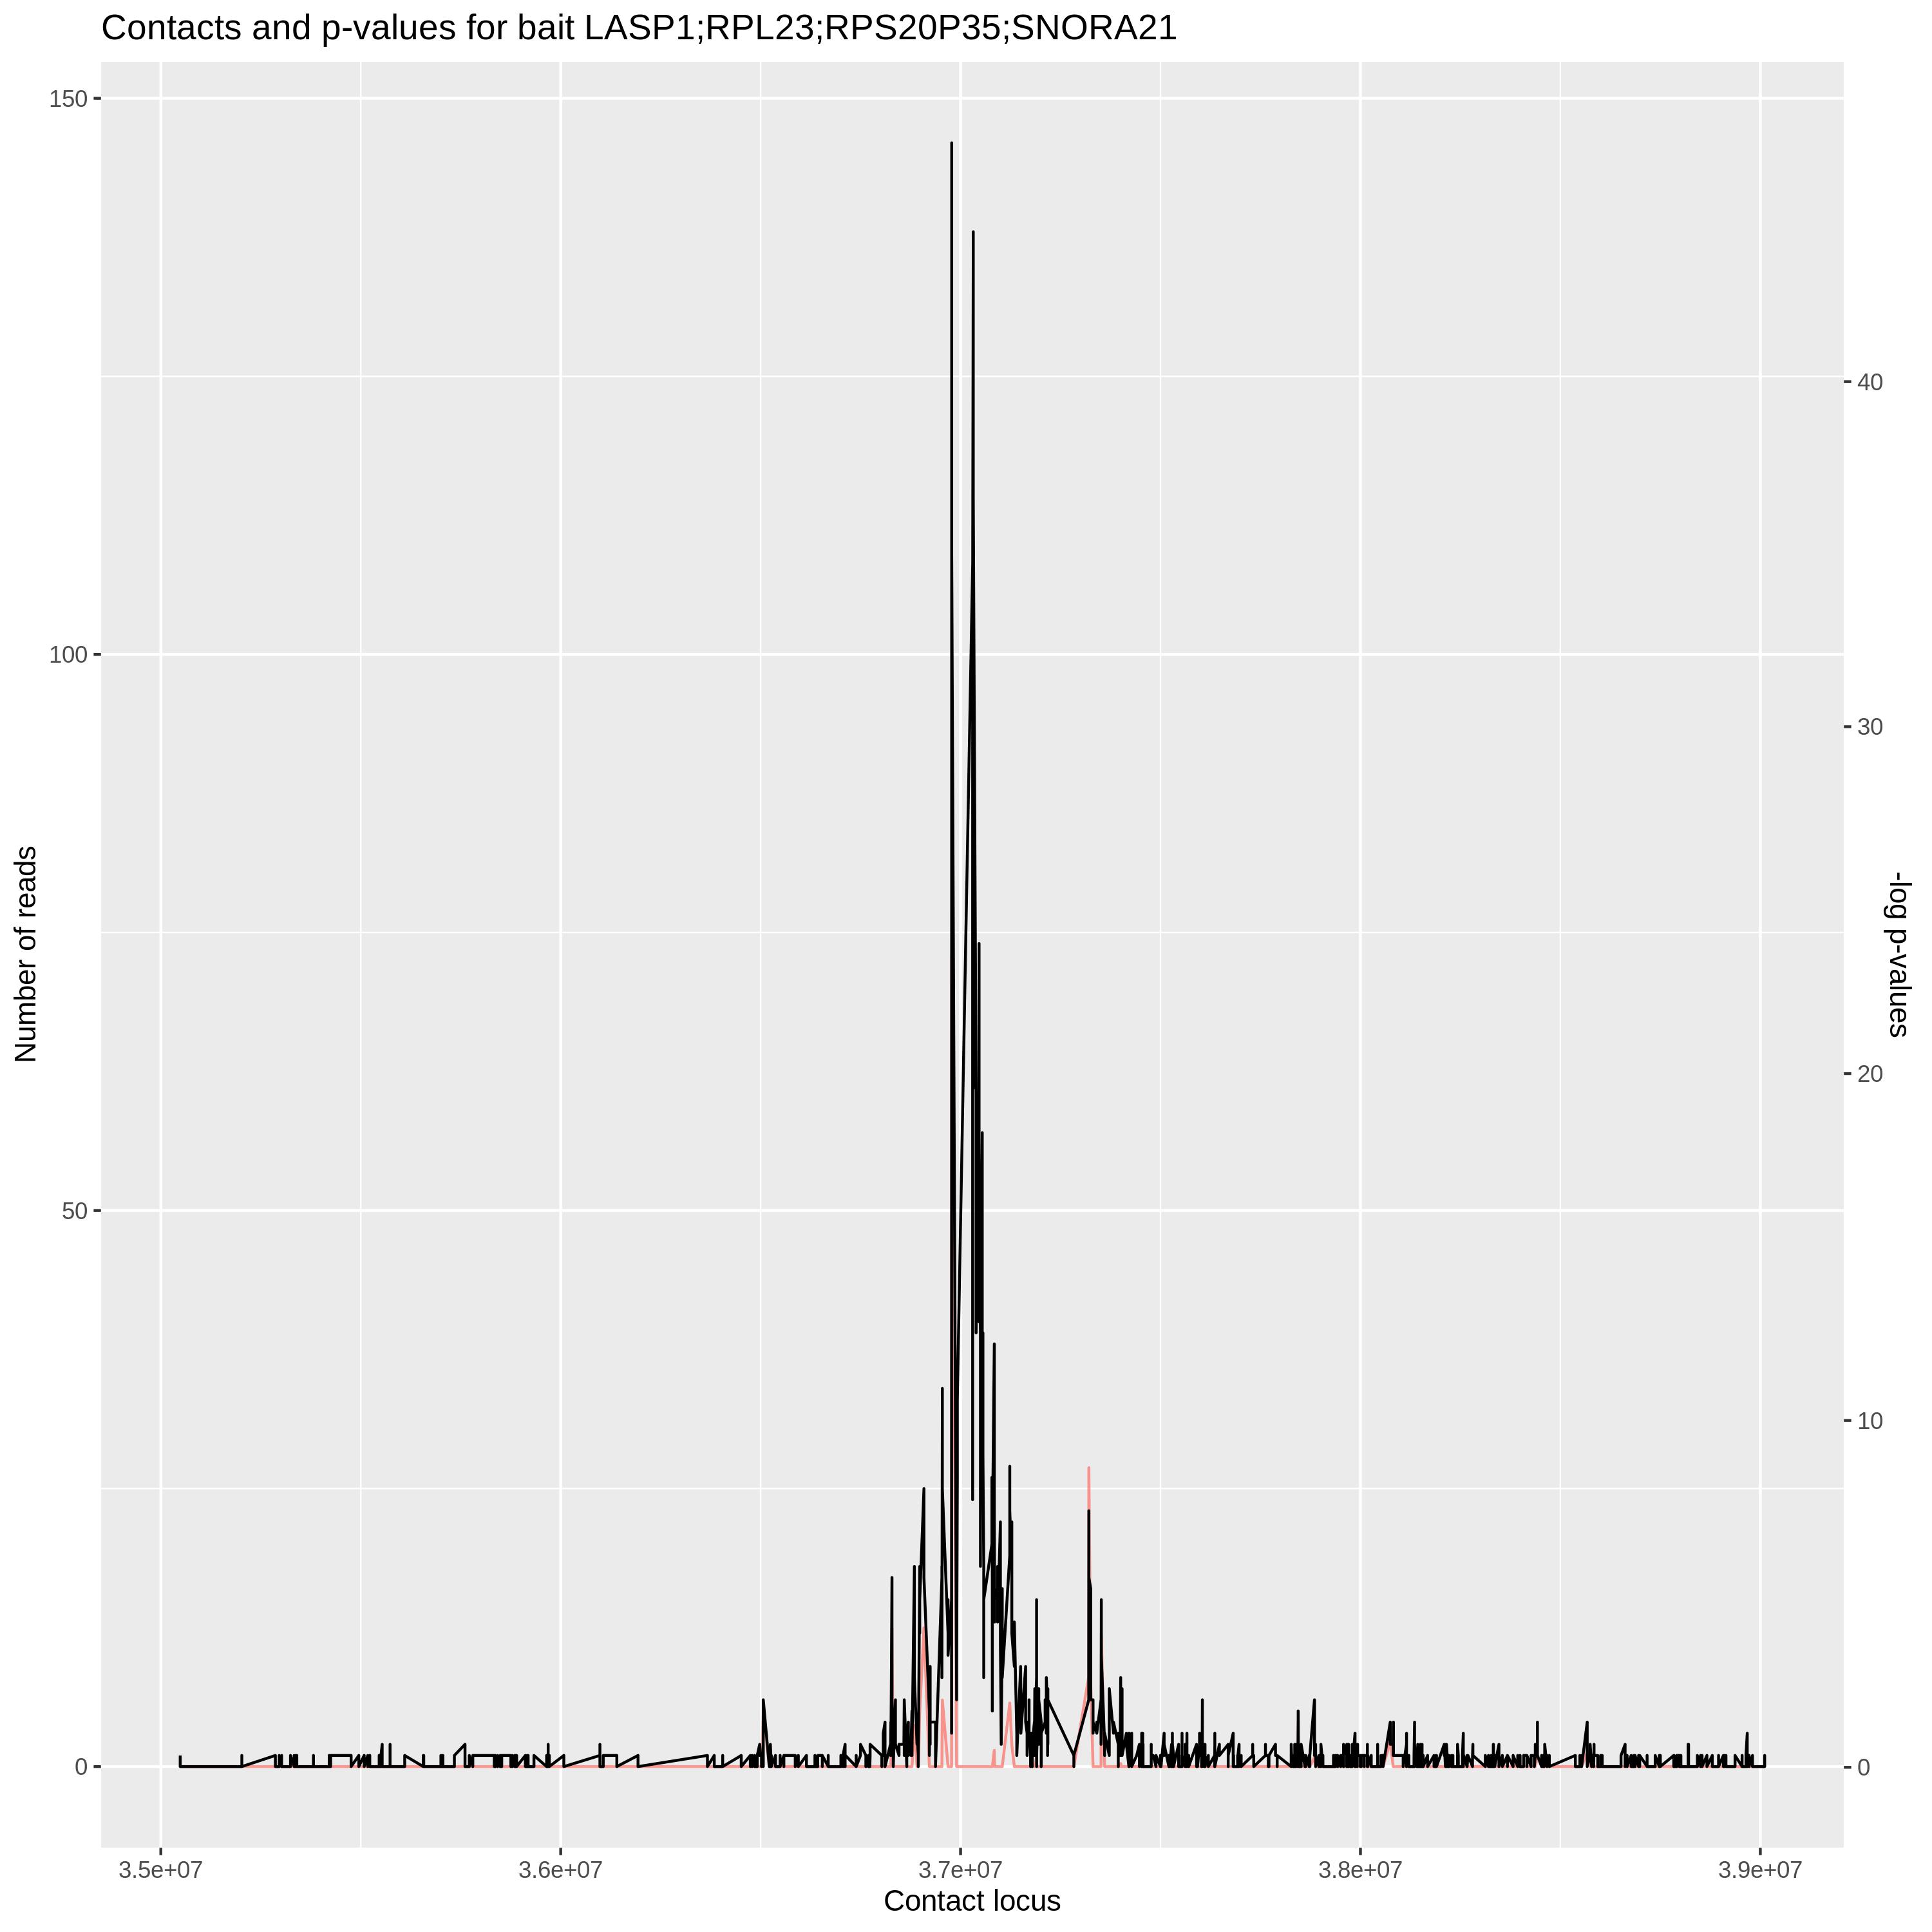 Contacts and p-values for bait LASP1;RPL23;RPS20P35;SNORA21
150
100
50
0
Number of reads
40
30
20
10
0
-log p-values
3.5e+07 3.6e+07 3.7e+07 3.8e+07 3.9e+07
Contact locus